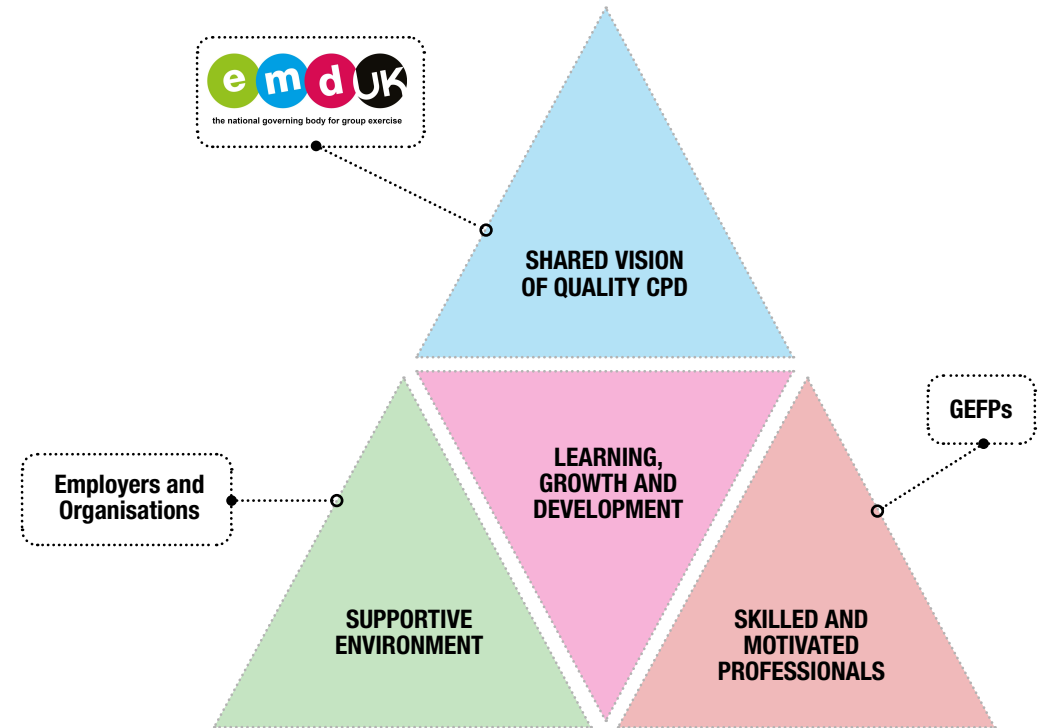 emdUK
the national governing body for group exercise
SHARED VISION
OF QUALITY CPD
GEFPs
LEARNING,
GROWTH AND
DEVELOPMENT
Employers and
Organisations
SUPPORTIVE
ENVIRONMENT
SKILLED AND
MOTIVATED
PROFESSIONALS